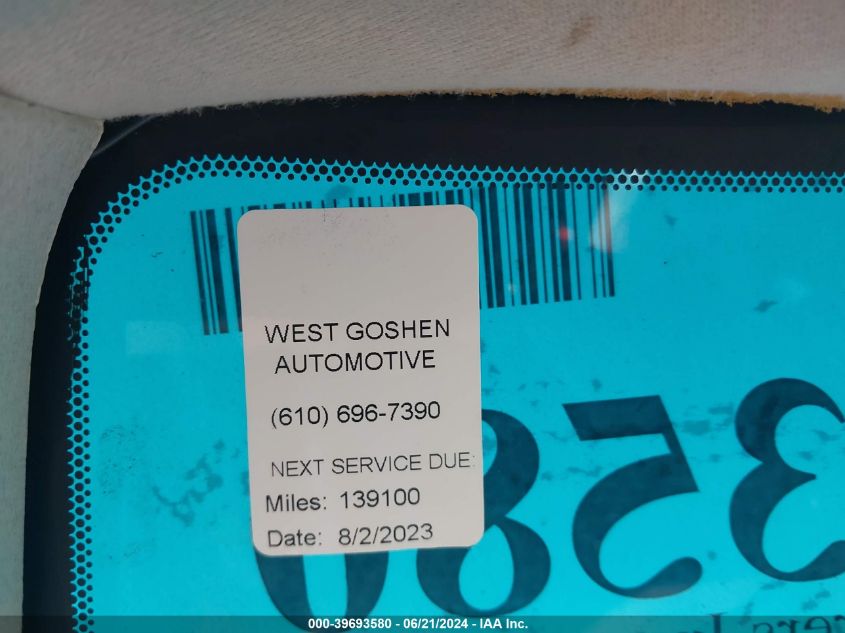 WEST GOSHEN
AUTOMOTIVE
(610) 696-7390
NEXT SERVICE DUE:
Miles: 139100
Date: 8/2/2023
3580
000-39693580 - 06/21/2024 - IAA Inc.